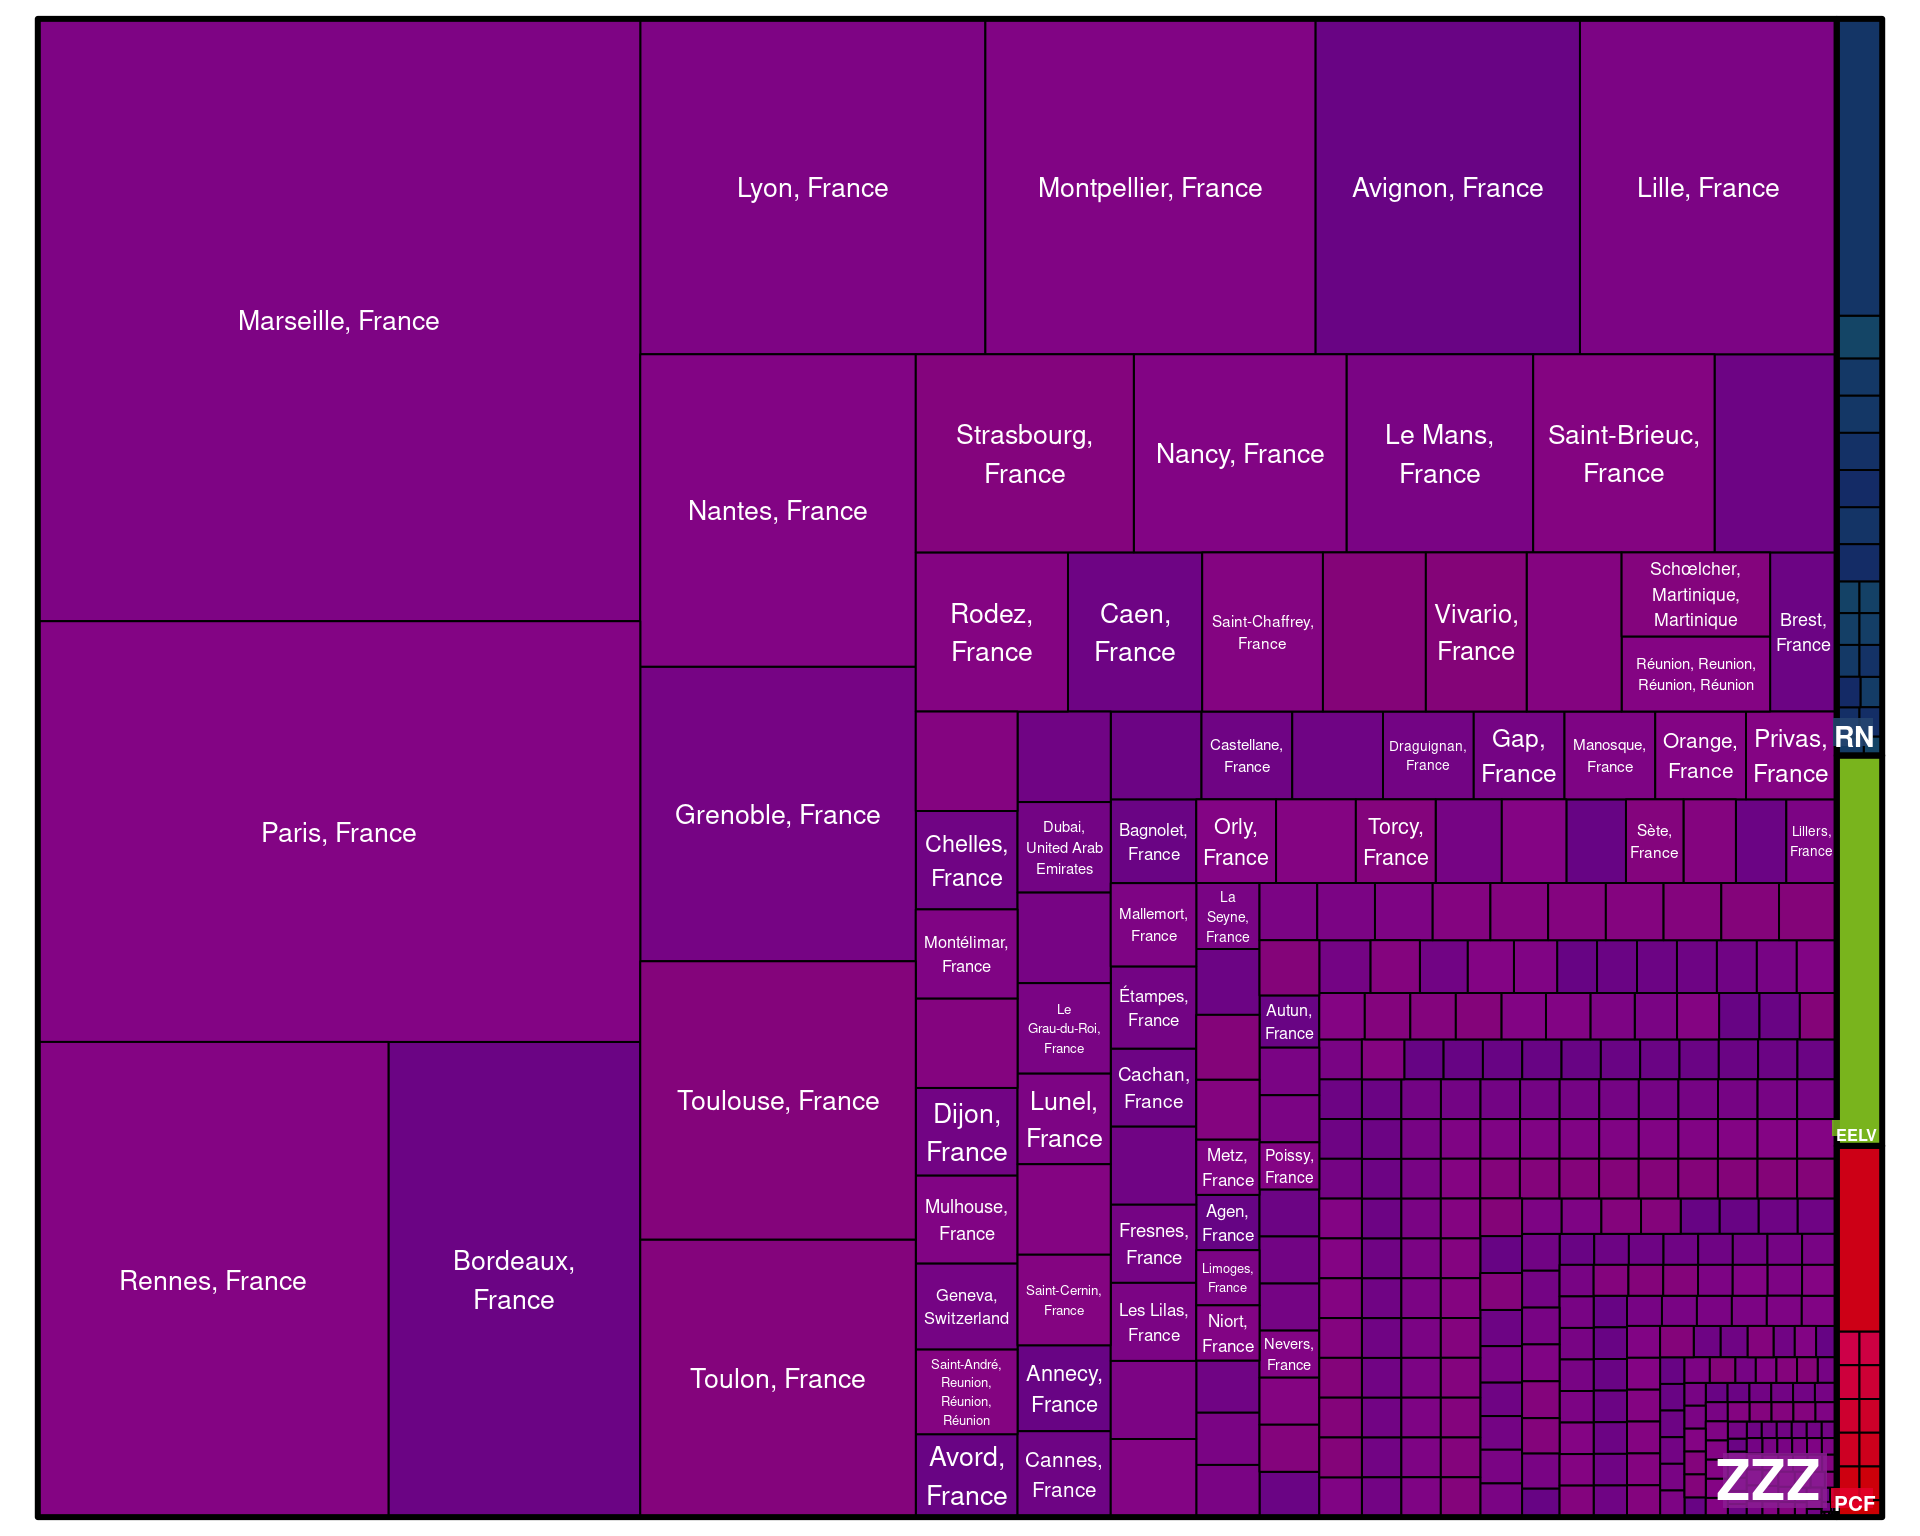 Marseille, France
Paris, France
Rennes, France
Bordeaux,
France
Lyon, France
Montpellier, France
Avignon, France
Lille, France
Nantes, France
Grenoble, France
Toulouse, France
Toulon, France
Strasbourg,
France
Nancy, France
Le Mans,
France
Saint-Brieuc,
France
Rodez,
France
Caen,
France
Saint-Chaffrey,
France
Vivario,
France
Schœlcher,
Martinique,
Martinique
Réunion, Reunion,
Réunion, Réunion
Brest,
France
Chelles,
France
Montélimar,
France
Dijon,
France
Mulhouse,
France
Geneva,
Switzerland
Saint-André,
Reunion,
Réunion,
Réunion
Avord,
France
Dubai,
United Arab
Emirates
Le
Grau-du-Roi,
France
Lunel,
France
Saint-Cernin,
France
Annecy,
France
Cannes,
France
Castellane,
France
Draguignan,
France
Gap,
France
Manosque,
France
Orange,
France
Privas,
France
Bagnolet,
France
Mallemort,
France
Étampes,
France
Cachan,
France
Fresnes,
France
Les Lilas,
France
Orly,
France
Torcy,
France
Sète,
France
Lillers,
France
La
Seyne,
France
Metz,
France
Agen,
France
Limoges,
France
Niort,
France
Autun,
France
Poissy,
France
Nevers,
France
ZZZ
RN
EELV
PCF